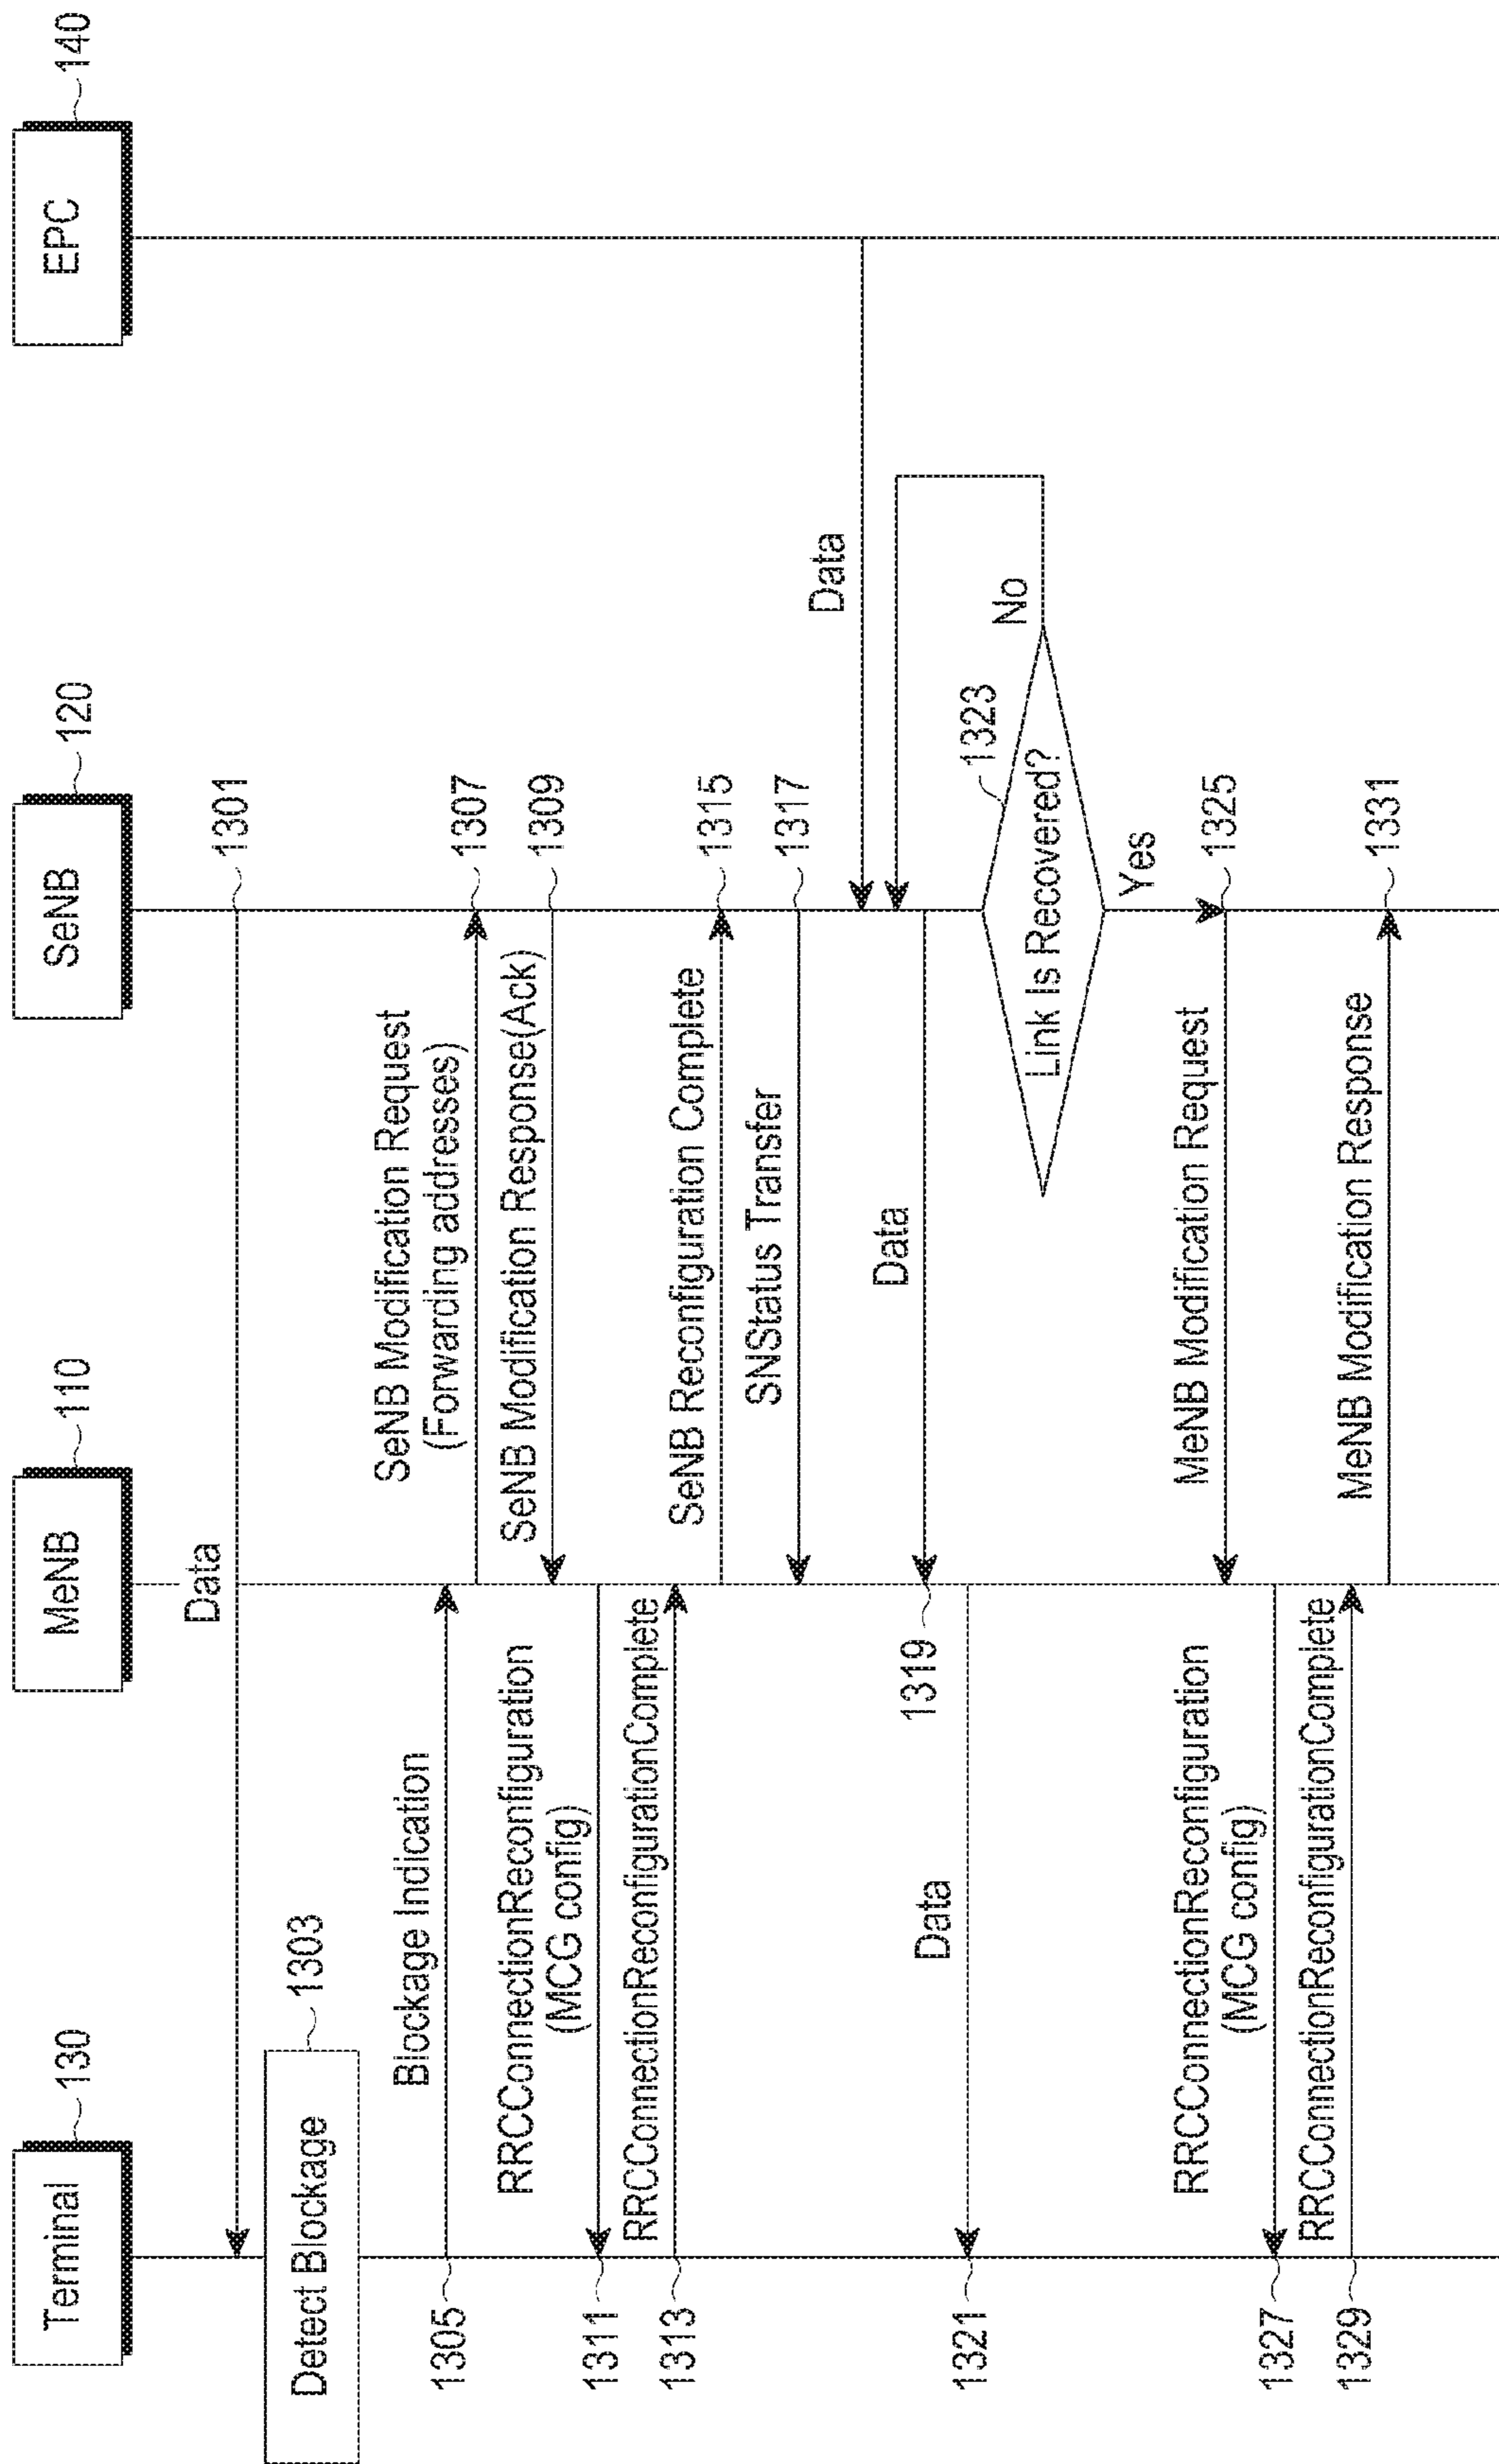 Terminal
130
MeNB
110
SeNB
120
EPC
140
Data
1301
Detect Blockage
1303
Blockage Indication
1305
SeNB Modification Request
(Forwarding addresses)
1307
SeNB Modification Response(Ack)
1309
RRCConnectionReconfiguration
(MCG config)
1311
RRCConnectionReconfigurationComplete
1313
SeNB Reconfiguration Complete
1315
SNStatus Transfer
1317
Data
Data
1319
Data
1321
Link Is Recovered?
1323
No
Yes
MeNB Modification Request
1325
RRCConnectionReconfiguration
(MCG config)
1327
RRCConnectionReconfigurationComplete
1329
MeNB Modification Response
1331